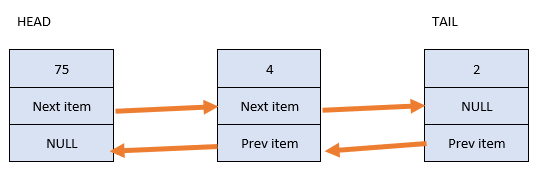 HEAD
TAIL
75
4
2
Next item
Next item
NULL
NULL
Prev item
Prev item